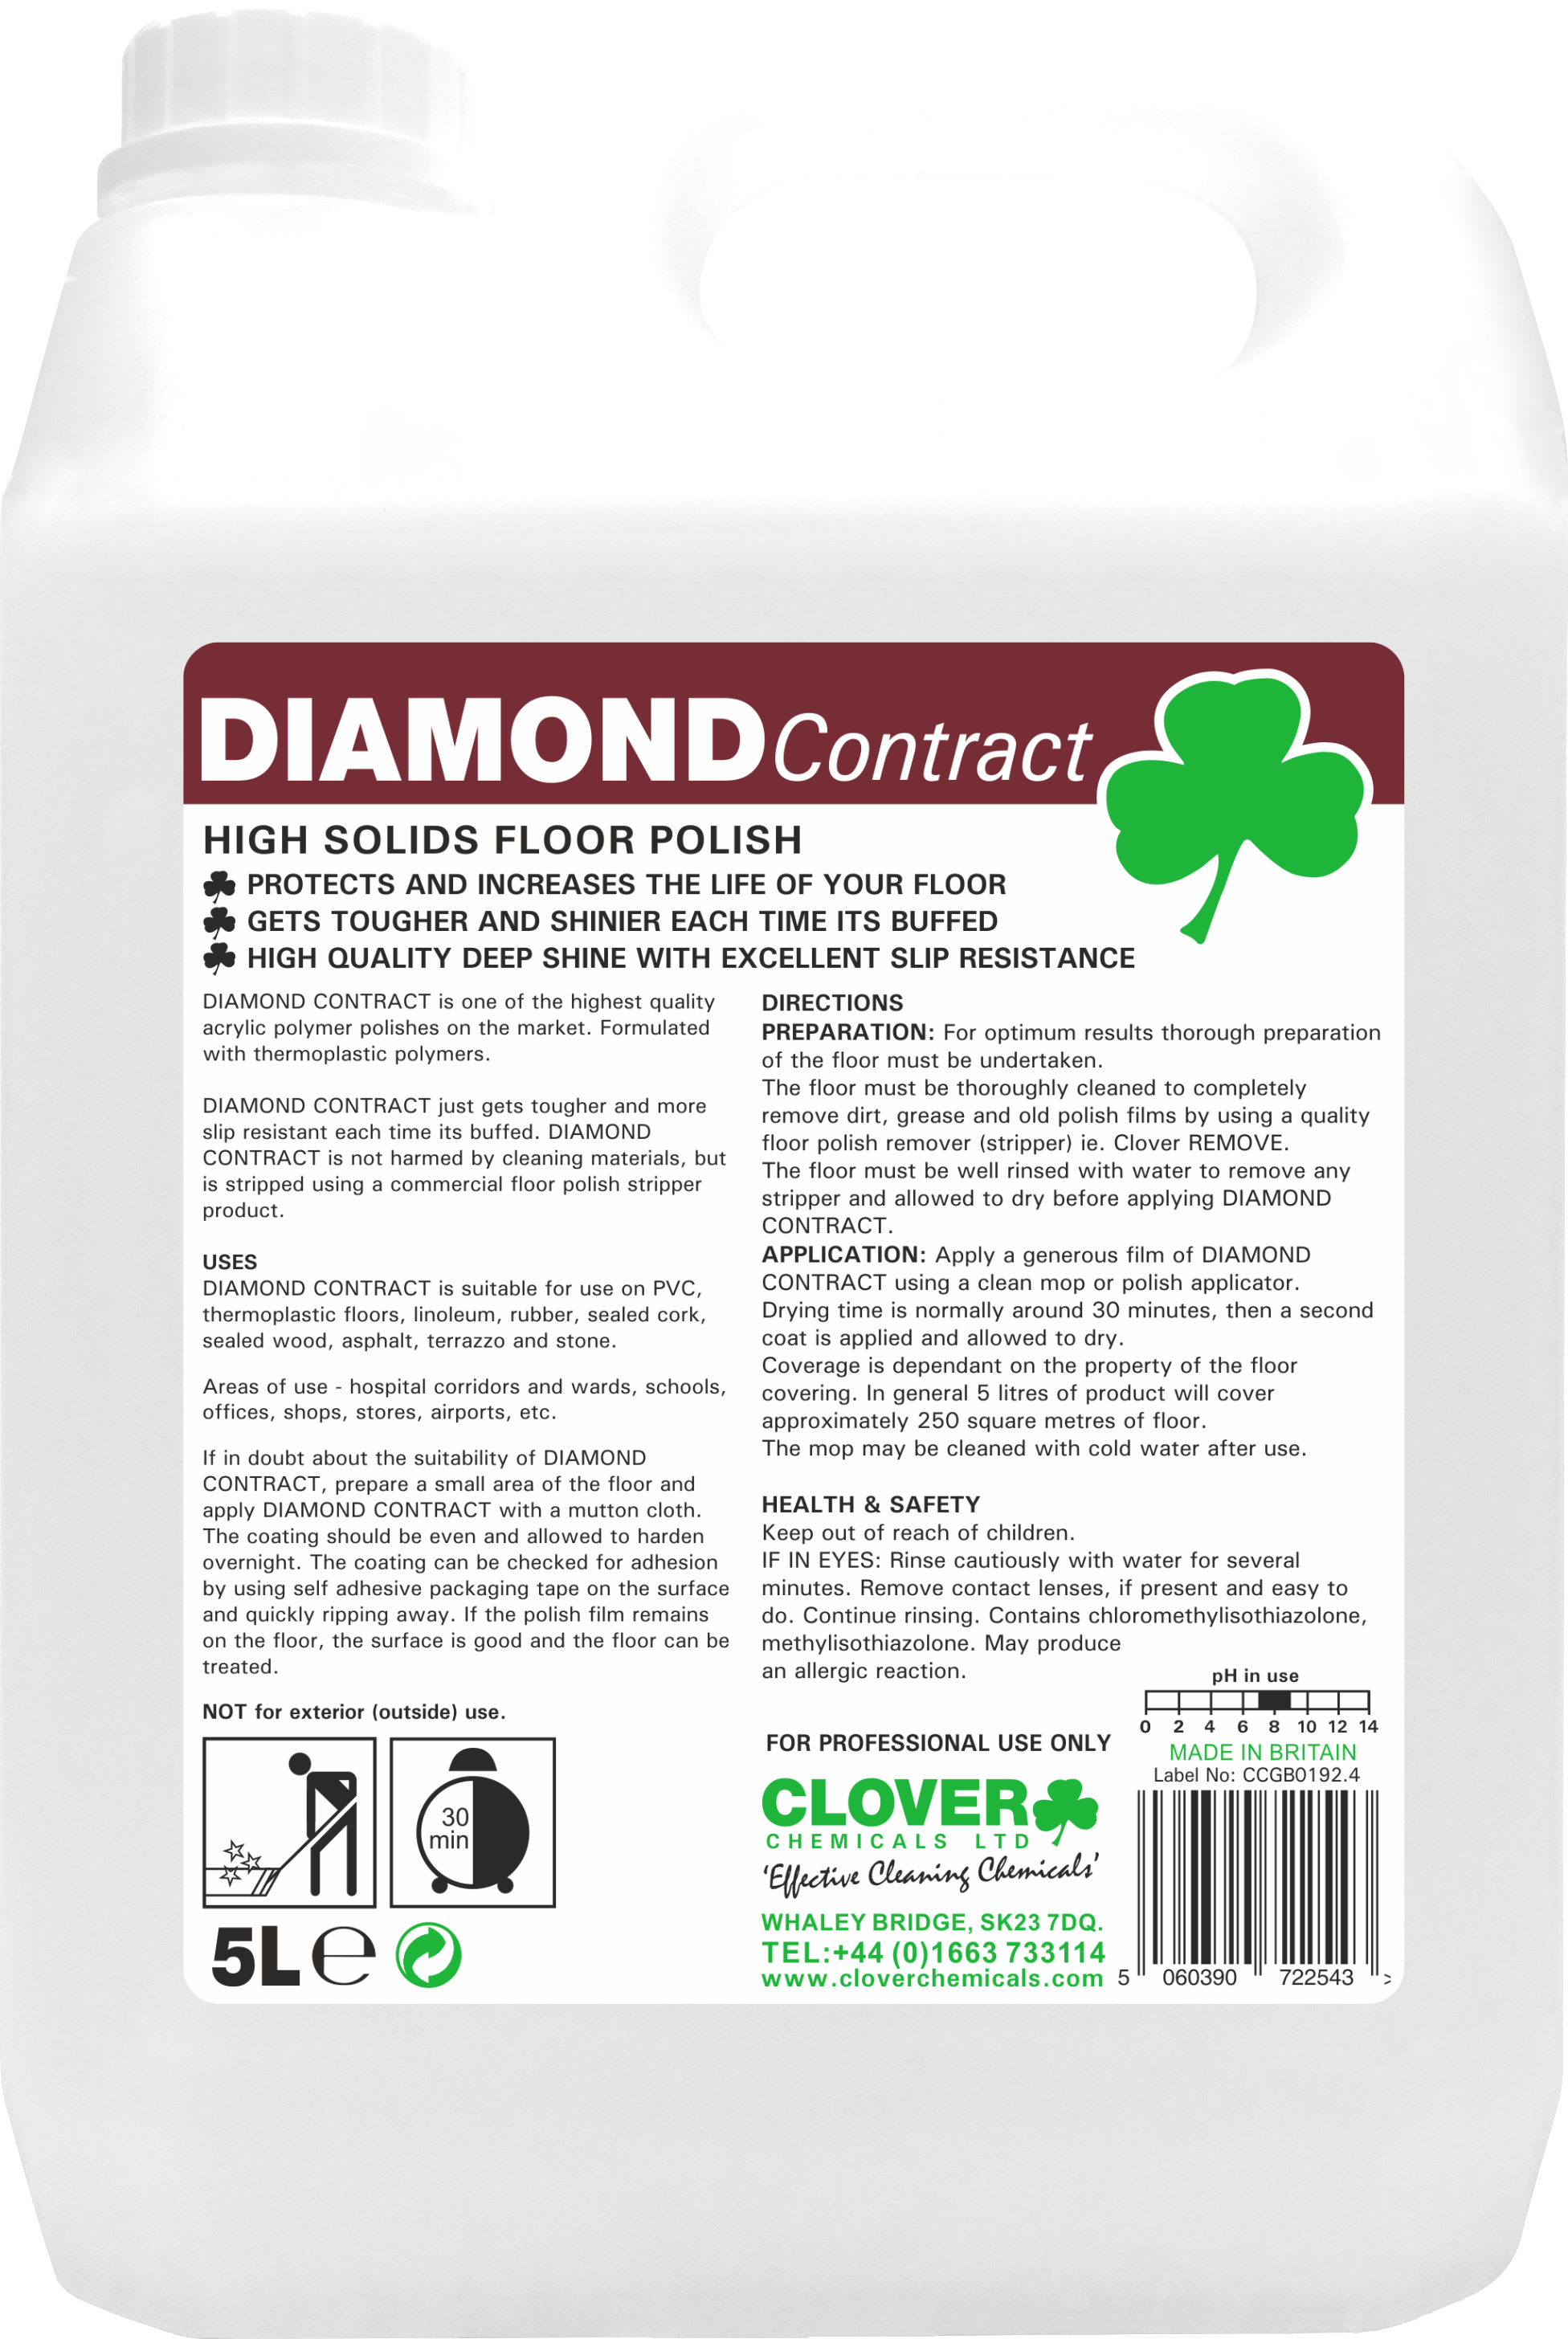 DIAMOND Contract
HIGH SOLIDS FLOOR POLISH
PROTECTS AND INCREASES THE LIFE OF YOUR FLOOR
GETS TOUGHER AND SHINIER EACH TIME ITS BUFFED
HIGH QUALITY DEEP SHINE WITH EXCELLENT SLIP RESISTANCE
DIAMOND CONTRACT is one of the highest quality
acrylic polymer polishes on the market. Formulated
with thermoplastic polymers.
DIAMOND CONTRACT just gets tougher and more
slip resistant each time its buffed. DIAMOND
CONTRACT is not harmed by cleaning materials, but
is stripped using a commercial floor polish stripper
product.
USES
DIAMOND CONTRACT is suitable for use on PVC,
thermoplastic floors, linoleum, rubber, sealed cork,
sealed wood, asphalt, terrazzo and stone.
Areas of use - hospital corridors and wards, schools,
offices, shops, stores, airports, etc.
If in doubt about the suitability of DIAMOND
CONTRACT, prepare a small area of the floor and
apply DIAMOND CONTRACT with a mutton cloth.
The coating should be even and allowed to harden
overnight. The coating can be checked for adhesion
by using self adhesive packaging tape on the surface
and quickly ripping away. If the polish film remains
on the floor, the surface is good and the floor can be
treated.
NOT for exterior (outside) use.
30
min
5L e
DIRECTIONS
PREPARATION: For optimum results thorough preparation
of the floor must be undertaken.
The floor must be thoroughly cleaned to completely
remove dirt, grease and old polish films by using a quality
floor polish remover (stripper) ie. Clover REMOVE.
The floor must be well rinsed with water to remove any
stripper and allowed to dry before applying DIAMOND
CONTRACT.
APPLICATION: Apply a generous film of DIAMOND
CONTRACT using a clean mop or polish applicator.
Drying time is normally around 30 minutes, then a second
coat is applied and allowed to dry.
Coverage is dependant on the property of the floor
covering. In general 5 litres of product will cover
approximately 250 square metres of floor.
The mop may be cleaned with cold water after use.
HEALTH & SAFETY
Keep out of reach of children.
IF IN EYES: Rinse cautiously with water for several
minutes. Remove contact lenses, if present and easy to
do. Continue rinsing. Contains chloromethylisothiazolone,
methylisothiazolone. May produce
an allergic reaction.
pH in use
0 2 4 6 8 10 12 14
FOR PROFESSIONAL USE ONLY
MADE IN BRITAIN
Label No: CCGB0192.4
CLOVER
CHEMICALS LTD
'Effective Cleaning Chemicals'
WHALEY BRIDGE, SK23 7DQ.
TEL:+44 (0)1663 733114
www.cloverchemicals.com
5 060390 722543 >